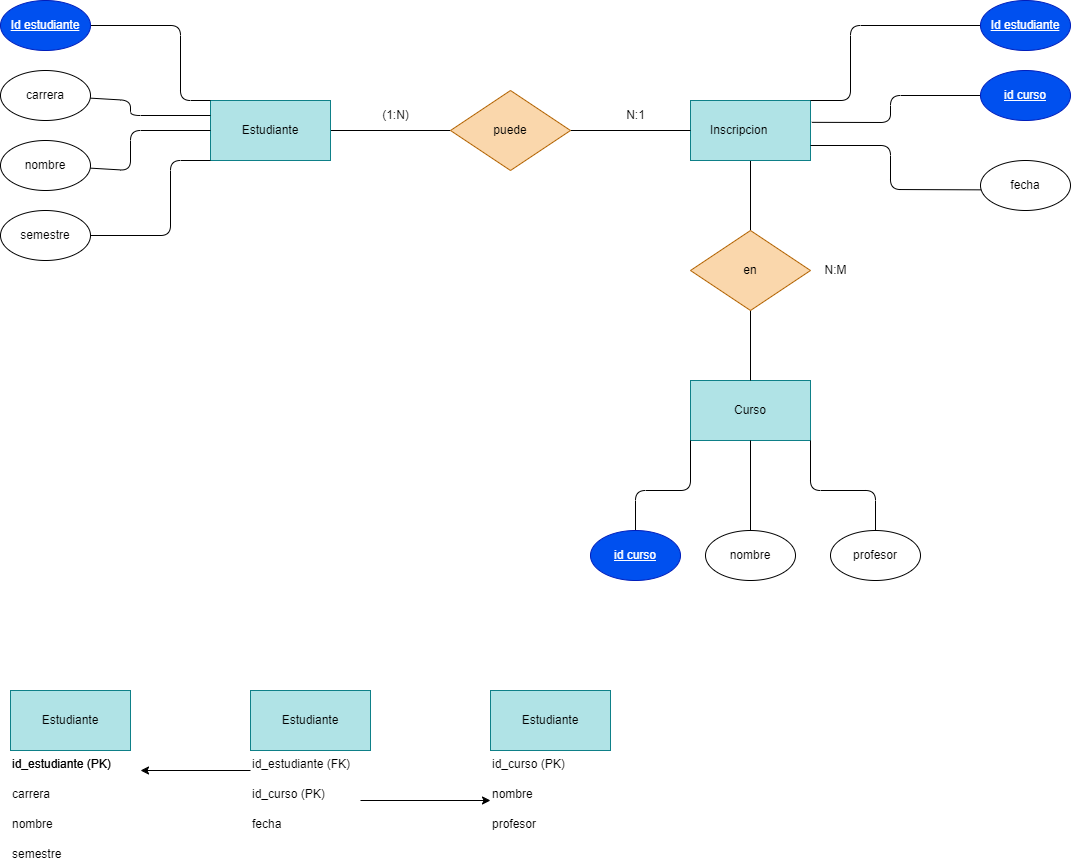 Id estudiante
carrera
nombre
semestre
Estudiante
(1:N)
puede
N:1
Inscripcion
Id estudiante
id curso
fecha
en
N:M
Curso
id curso
nombre
profesor
Estudiante
id_estudiante (PK)
carrera
nombre
semestre
Estudiante
id_estudiante (FK)
id_curso (PK)
fecha
Estudiante
id_curso (PK)
nombre
profesor